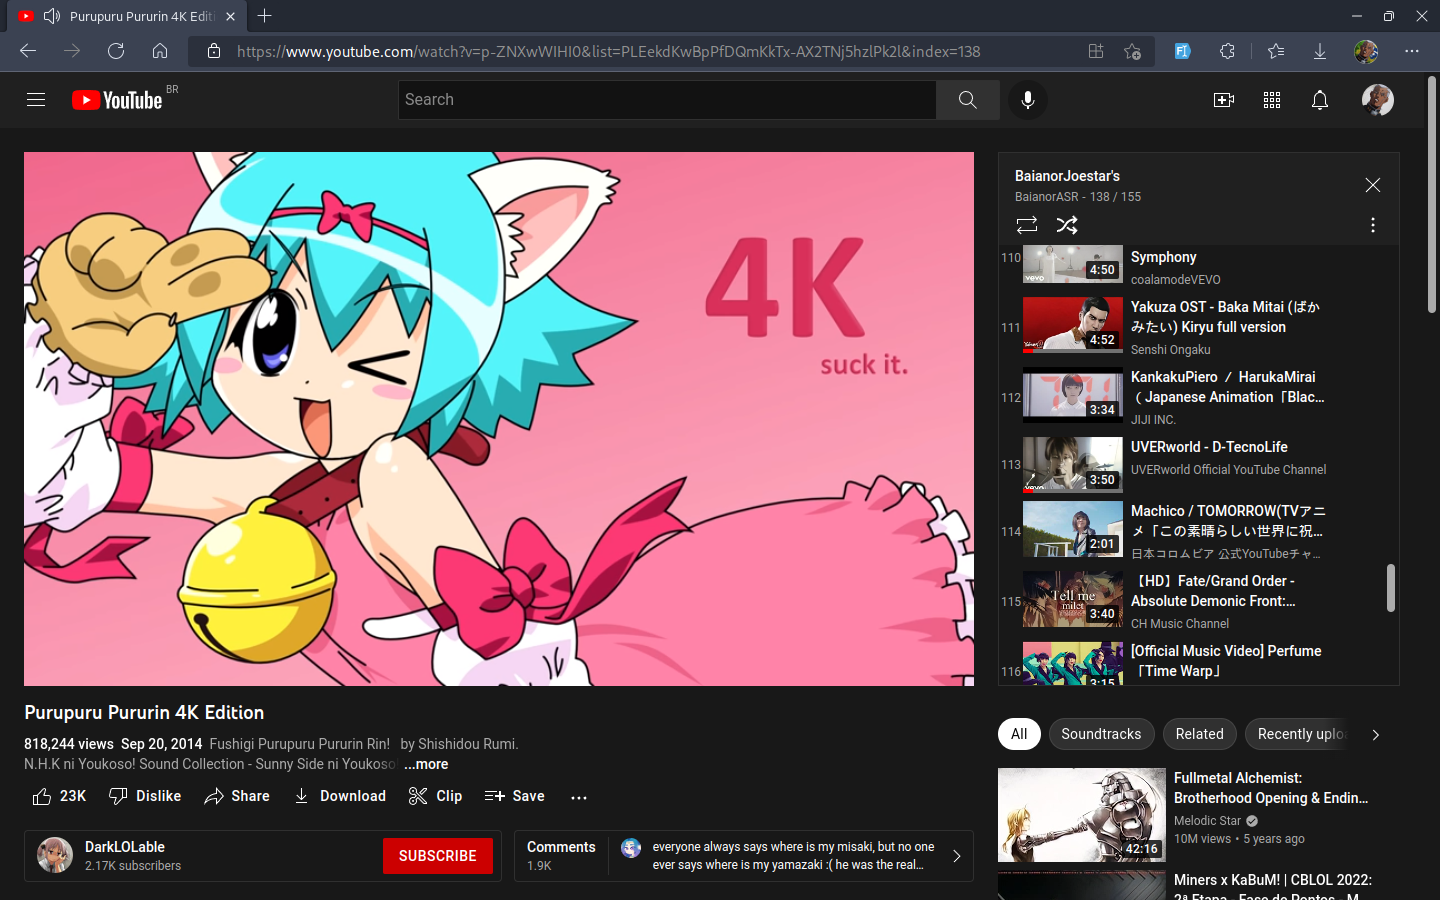 Purupuru Pururin 4K Editi
https://www.youtube.com/watch?v=p-ZNXwWIHI0&list=PLEekdKwBpPfDQmKkTx-AX2TNj5hzlPk2l&index=138
YouTube BR
Search
4K
suck it.
BaianorJoestar's
BaianorASR - 138 / 155
110
4:50
vevo
Symphony
coalamodeVEVO
111
4:52
Yakuza OST - Baka Mitai (ばか
みたい) Kiryu full version
Senshi Ongaku
112
3:34
KankakuPiero / HarukaMirai
( Japanese Animation「Blac...
JIJI INC.
113
3:50
vevo
UVERworld - D-TecnoLife
UVERworld Official YouTube Channel
114
2:01
Machico / TOMORROW(TVアニ
メ「この素晴らしい世界に祝...
日本コロムビア 公式YouTubeチャ...
115
Tell me
milet
3:40
【HD】Fate/Grand Order -
Absolute Demonic Front:...
CH Music Channel
116
3:15
[Official Music Video] Perfume
「Time Warp」
Purupuru Pururin 4K Edition
818,244 views Sep 20, 2014 Fushigi Purupuru Pururin Rin! by Shishidou Rumi.
N.H.K ni Youkoso! Sound Collection - Sunny Side ni Youkoso! ...more
23K Dislike Share Download Clip Save
DarkLOLable
2.17K subscribers
SUBSCRIBE
Comments
1.9K
everyone always says where is my misaki, but no one
ever says where is my yamazaki :( he was the real...
All Soundtracks Related Recently uplo
42:16
Fullmetal Alchemist:
Brotherhood Opening & Endin...
Melodic Star
10M views • 5 years ago
Miners x KaBuM! | CBLOL 2022:
2ª Etapa - Fase de Pontos - M